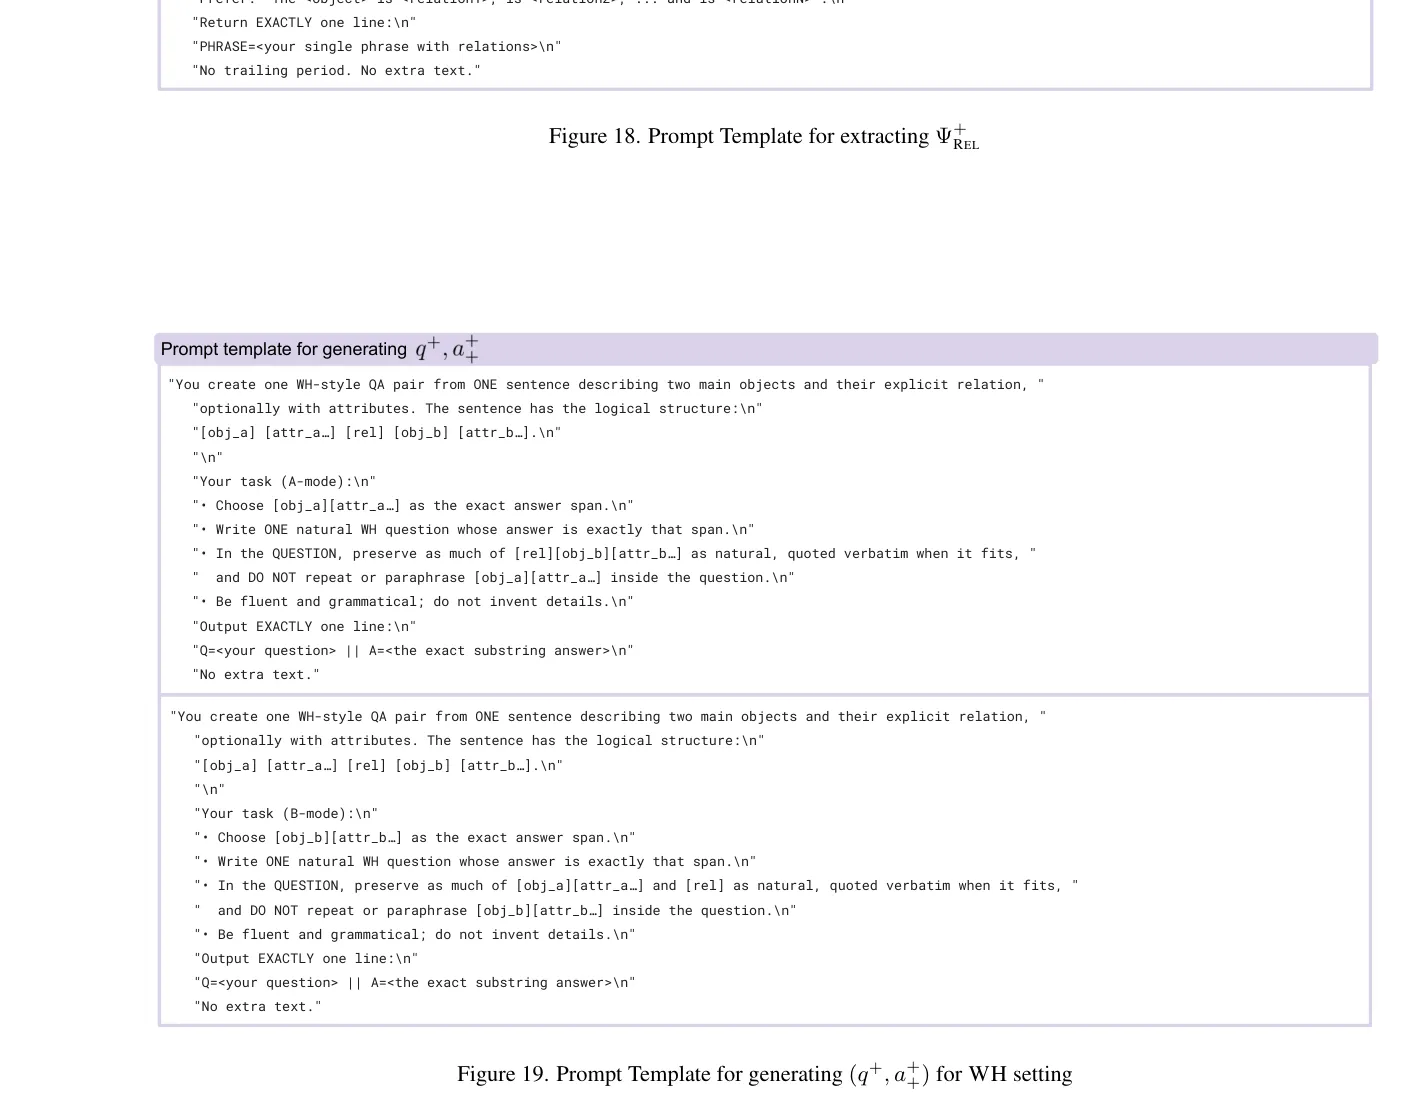 "Return EXACTLY one line:\n"
"PHRASE=<your single phrase with relations>\n"
"No trailing period. No extra text."
Figure 18. Prompt Template for extracting Ψ⁺_REL
Prompt template for generating q⁺, a⁺₊
"You create one WH-style QA pair from ONE sentence describing two main objects and their explicit relation, "
"optionally with attributes. The sentence has the logical structure:\n"
"[obj_a] [attr_a…] [rel] [obj_b] [attr_b…].\n"
"\n"
"Your task (A-mode):\n"
"• Choose [obj_a][attr_a…] as the exact answer span.\n"
"• Write ONE natural WH question whose answer is exactly that span.\n"
"• In the QUESTION, preserve as much of [rel][obj_b][attr_b…] as natural, quoted verbatim when it fits, "
"  and DO NOT repeat or paraphrase [obj_a][attr_a…] inside the question.\n"
"• Be fluent and grammatical; do not invent details.\n"
"Output EXACTLY one line:\n"
"Q=<your question> || A=<the exact substring answer>\n"
"No extra text."
"You create one WH-style QA pair from ONE sentence describing two main objects and their explicit relation, "
"optionally with attributes. The sentence has the logical structure:\n"
"[obj_a] [attr_a…] [rel] [obj_b] [attr_b…].\n"
"\n"
"Your task (B-mode):\n"
"• Choose [obj_b][attr_b…] as the exact answer span.\n"
"• Write ONE natural WH question whose answer is exactly that span.\n"
"• In the QUESTION, preserve as much of [obj_a][attr_a…] and [rel] as natural, quoted verbatim when it fits, "
"  and DO NOT repeat or paraphrase [obj_b][attr_b…] inside the question.\n"
"• Be fluent and grammatical; do not invent details.\n"
"Output EXACTLY one line:\n"
"Q=<your question> || A=<the exact substring answer>\n"
"No extra text."
Figure 19. Prompt Template for generating (q⁺, a⁺₊) for WH setting